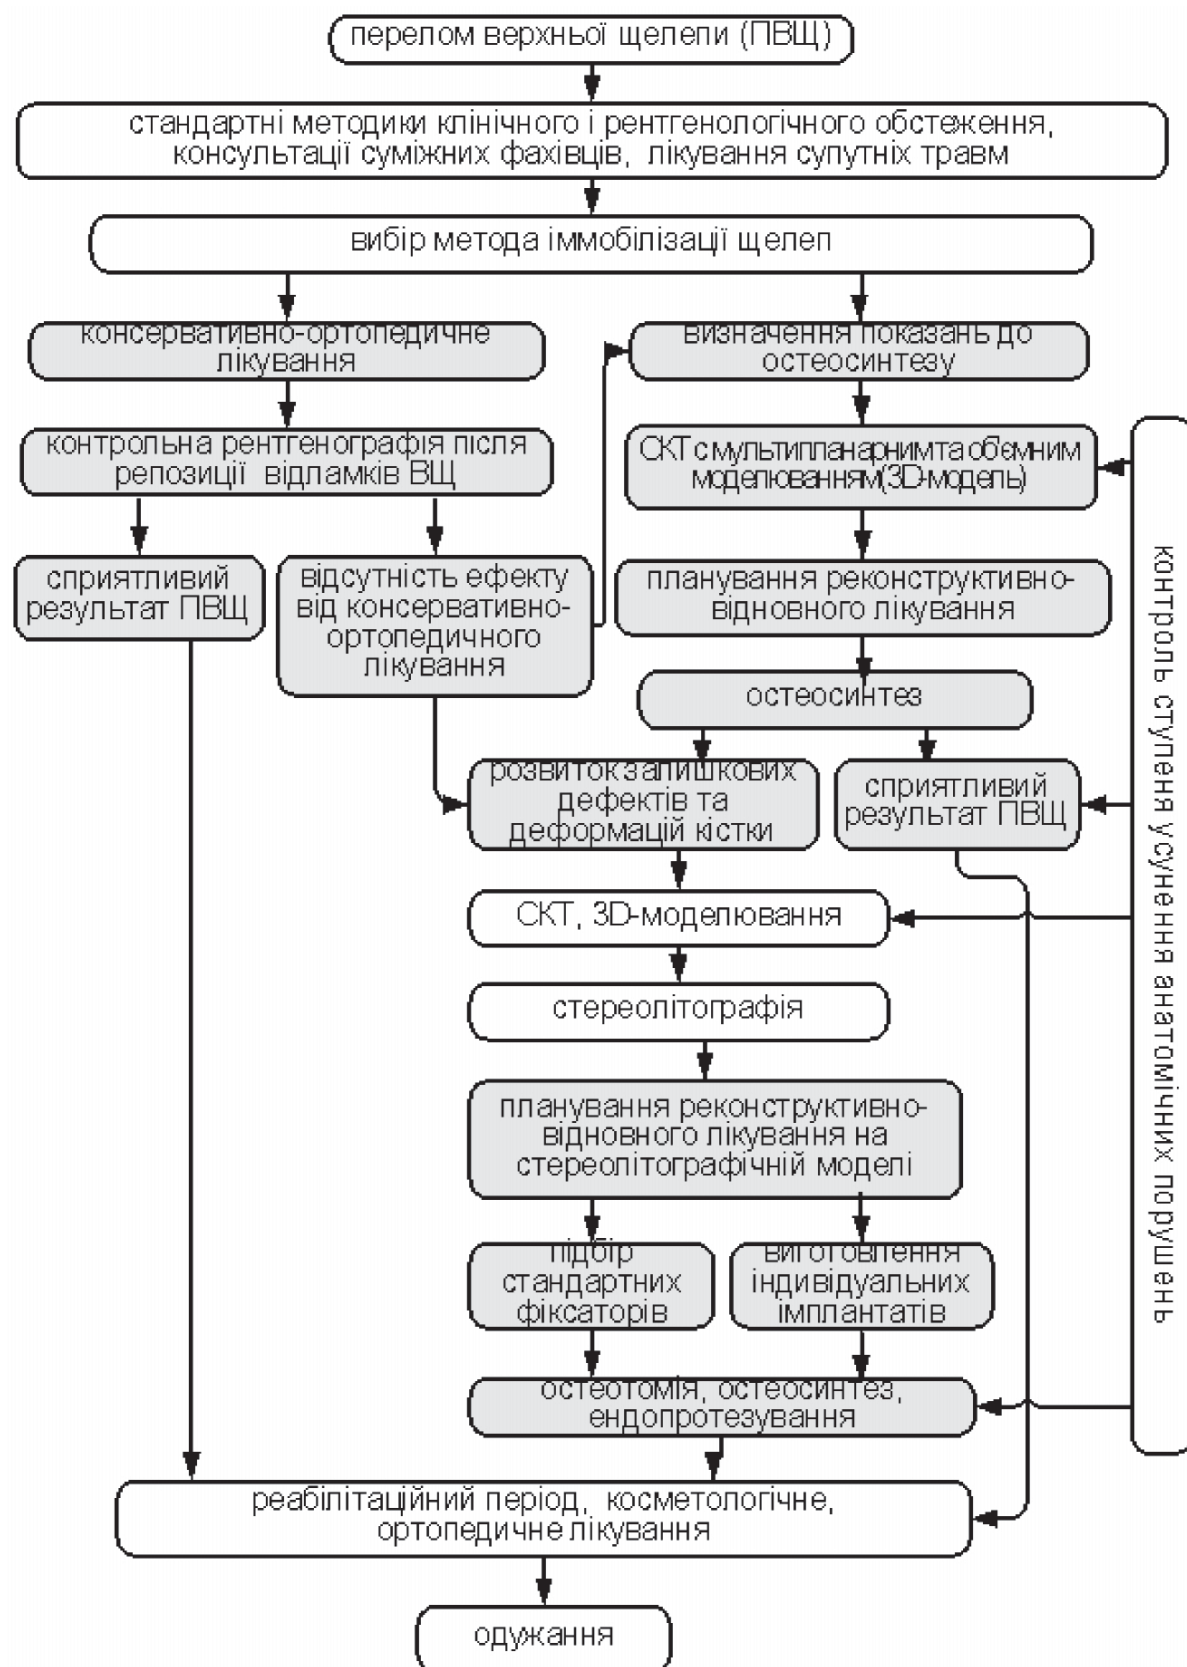 перелом верхньої щелепи (ПВЩ)
стандартні методики клінічного і рентгенологічного обстеження,
консультації суміжних фахівців, лікування супутніх травм
вибір метода іммобілізації щелеп
консервативно-ортопедичне
лікування
визначення показань до
остеосинтезу
контрольна рентгенографія після
репозиції відламків ВЩ
СКТ с мультипланарним та об'ємним
моделюванням(3D-модель)
сприятливий
результат ПВЩ
відсутність ефекту
від консервативно-
ортопедичного
лікування
планування реконструктивно-
відновного лікування
остеосинтез
розвиток залишкових
дефектів та
деформацій кістки
сприятливий
результат ПВЩ
СКТ, 3D-моделювання
стереолітографія
планування реконструктивно-
відновного лікування на
стереолітографічній моделі
підбір
стандартних
фіксаторів
виготовлення
індивідуальних
імплантатів
остеотомія, остеосинтез,
ендопротезування
реабілітаційний період, косметологічне,
ортопедичне лікування
одужання
контроль ступеня усунення анатомічних порушень